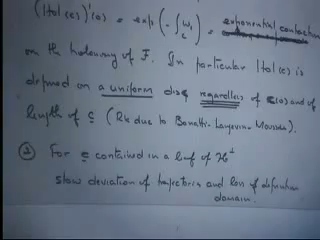 (Hol(c))'(0) = exp(-∫_c ω₁) = exponential contraction
on the holonomy of F. In particular Hol(c) is
defined on a uniform disc regardless of c(0) and of
length of c (Rk due to Bonatti-Langevin-Moussu).
② For c contained in a leaf of H^⊥
slow deviation of trajectories and loss of definition
domain.